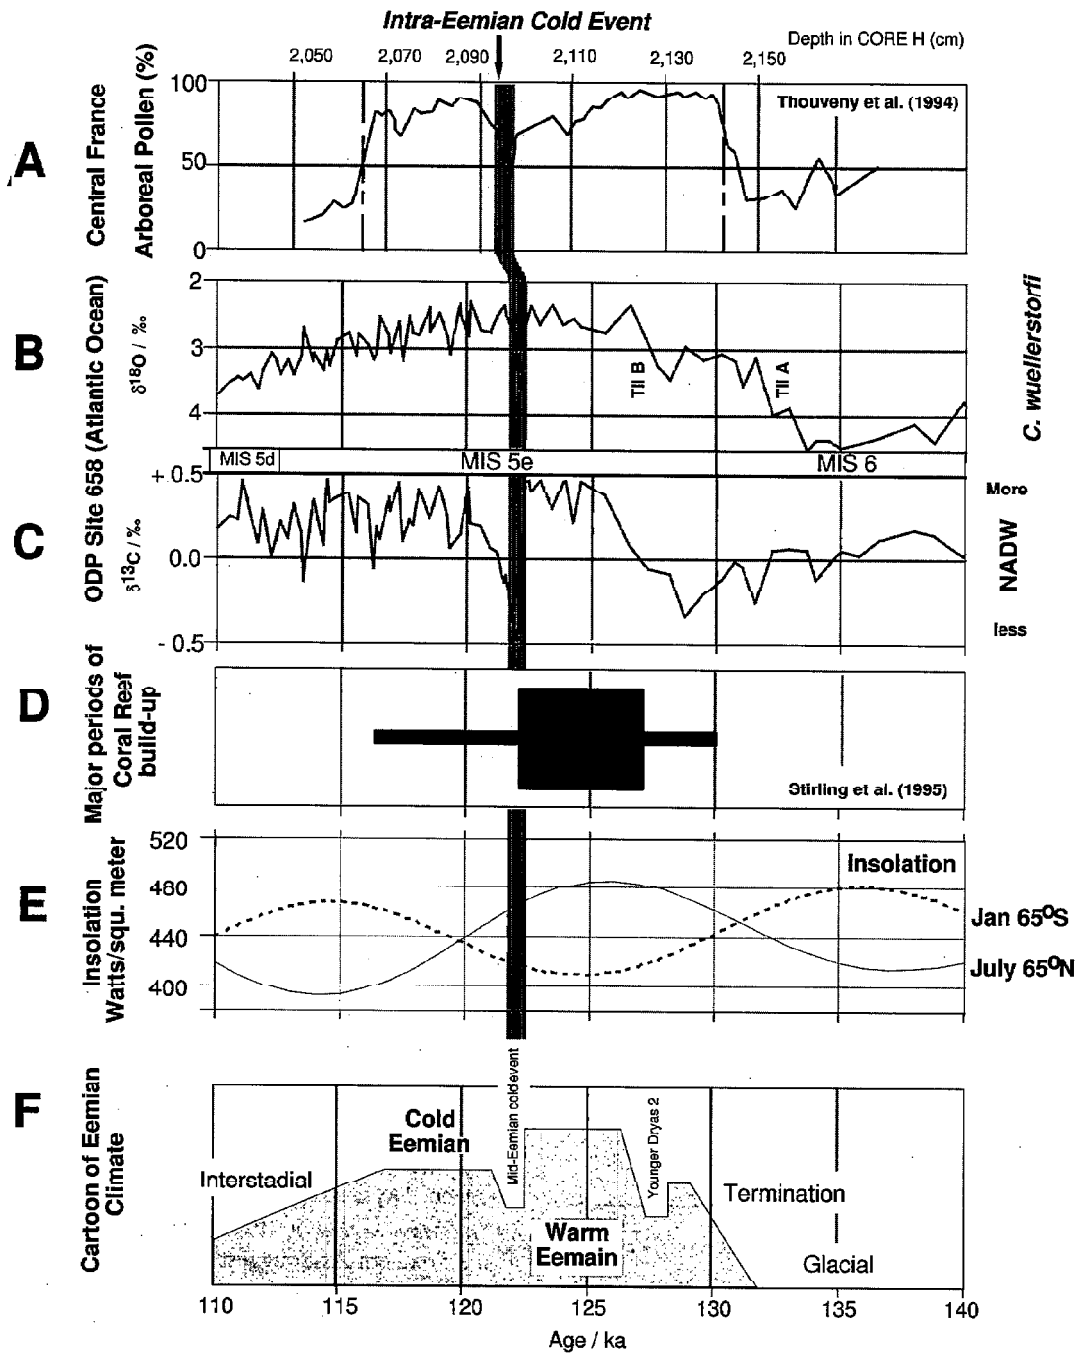 Intra-Eemian Cold Event
Depth in CORE H (cm)
2,050 2,070 2,090 2,110 2,130 2,150
A
Central France
Arboreal Pollen (%)
100
50
0
Thouveny et al. (1994)
B
ODP Site 658 (Atlantic Ocean)
δ18O / ‰
2
3
4
TII B
TII A
C. wuellerstorfi
MIS 5d
MIS 5e
MIS 6
C
δ13C / ‰
+ 0.5
0.0
- 0.5
More
NADW
less
D
Major periods of
Coral Reef
build-up
Stirling et al. (1995)
E
Insolation
Watts/squ. meter
520
480
440
400
Insolation
Jan 65°S
July 65°N
F
Cartoon of Eemian
Climate
Interstadial
Cold
Eemian
Mid-Eemian coldevent
Warm
Eemain
Younger Dryas 2
Termination
Glacial
110 115 120 125 130 135 140
Age / ka